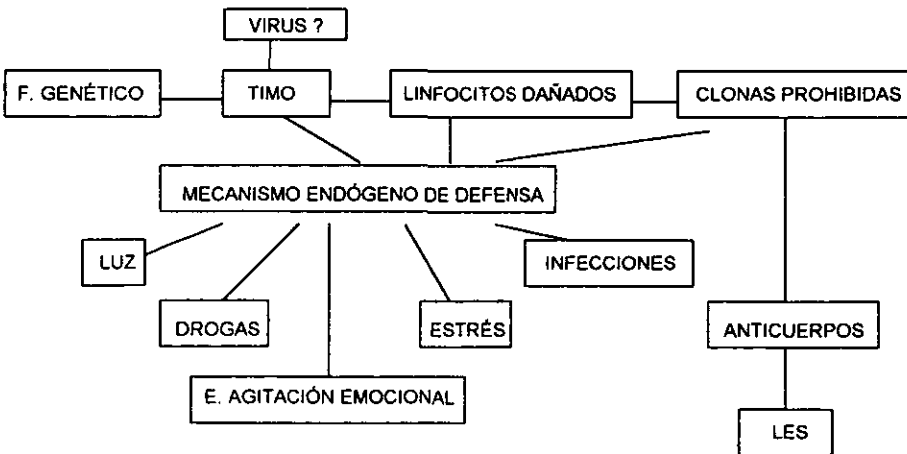 VIRUS ?
F. GENÉTICO
TIMO
LINFOCITOS DAÑADOS
CLONAS PROHIBIDAS
MECANISMO ENDÓGENO DE DEFENSA
LUZ
INFECCIONES
DROGAS
ESTRÉS
ANTICUERPOS
E. AGITACIÓN EMOCIONAL
LES